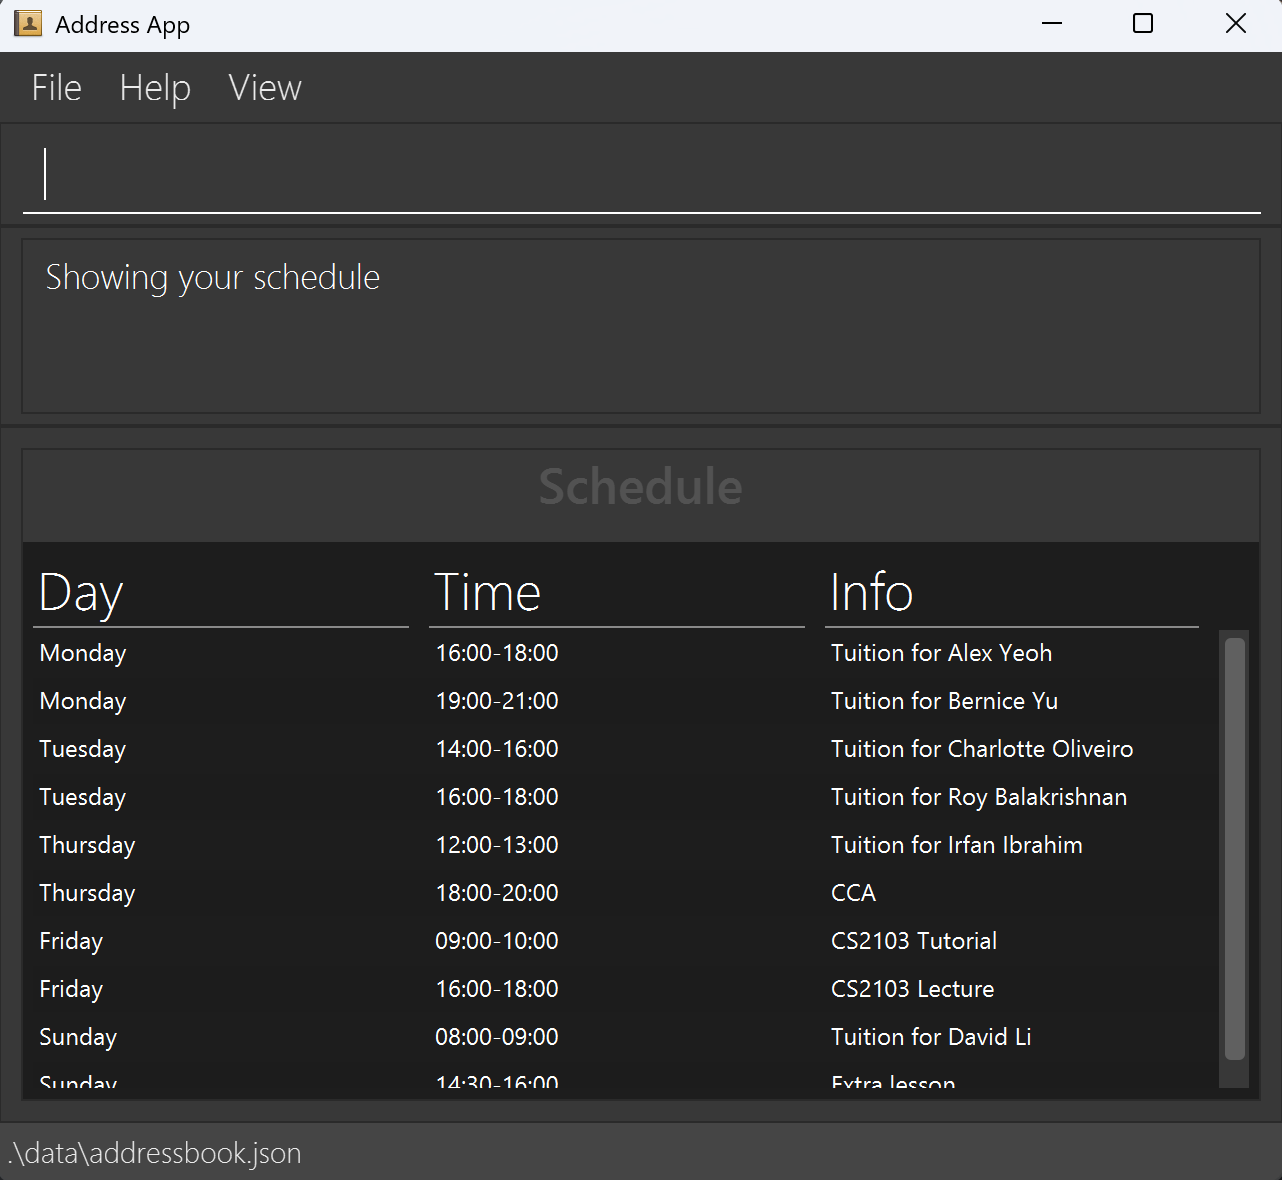 Address App
File Help View
Showing your schedule
Schedule
Day Time Info
Monday 16:00-18:00 Tuition for Alex Yeoh
Monday 19:00-21:00 Tuition for Bernice Yu
Tuesday 14:00-16:00 Tuition for Charlotte Oliveiro
Tuesday 16:00-18:00 Tuition for Roy Balakrishnan
Thursday 12:00-13:00 Tuition for Irfan Ibrahim
Thursday 18:00-20:00 CCA
Friday 09:00-10:00 CS2103 Tutorial
Friday 16:00-18:00 CS2103 Lecture
Sunday 08:00-09:00 Tuition for David Li
Sunday 14:30-16:00 Extra lesson
.\data\addressbook.json